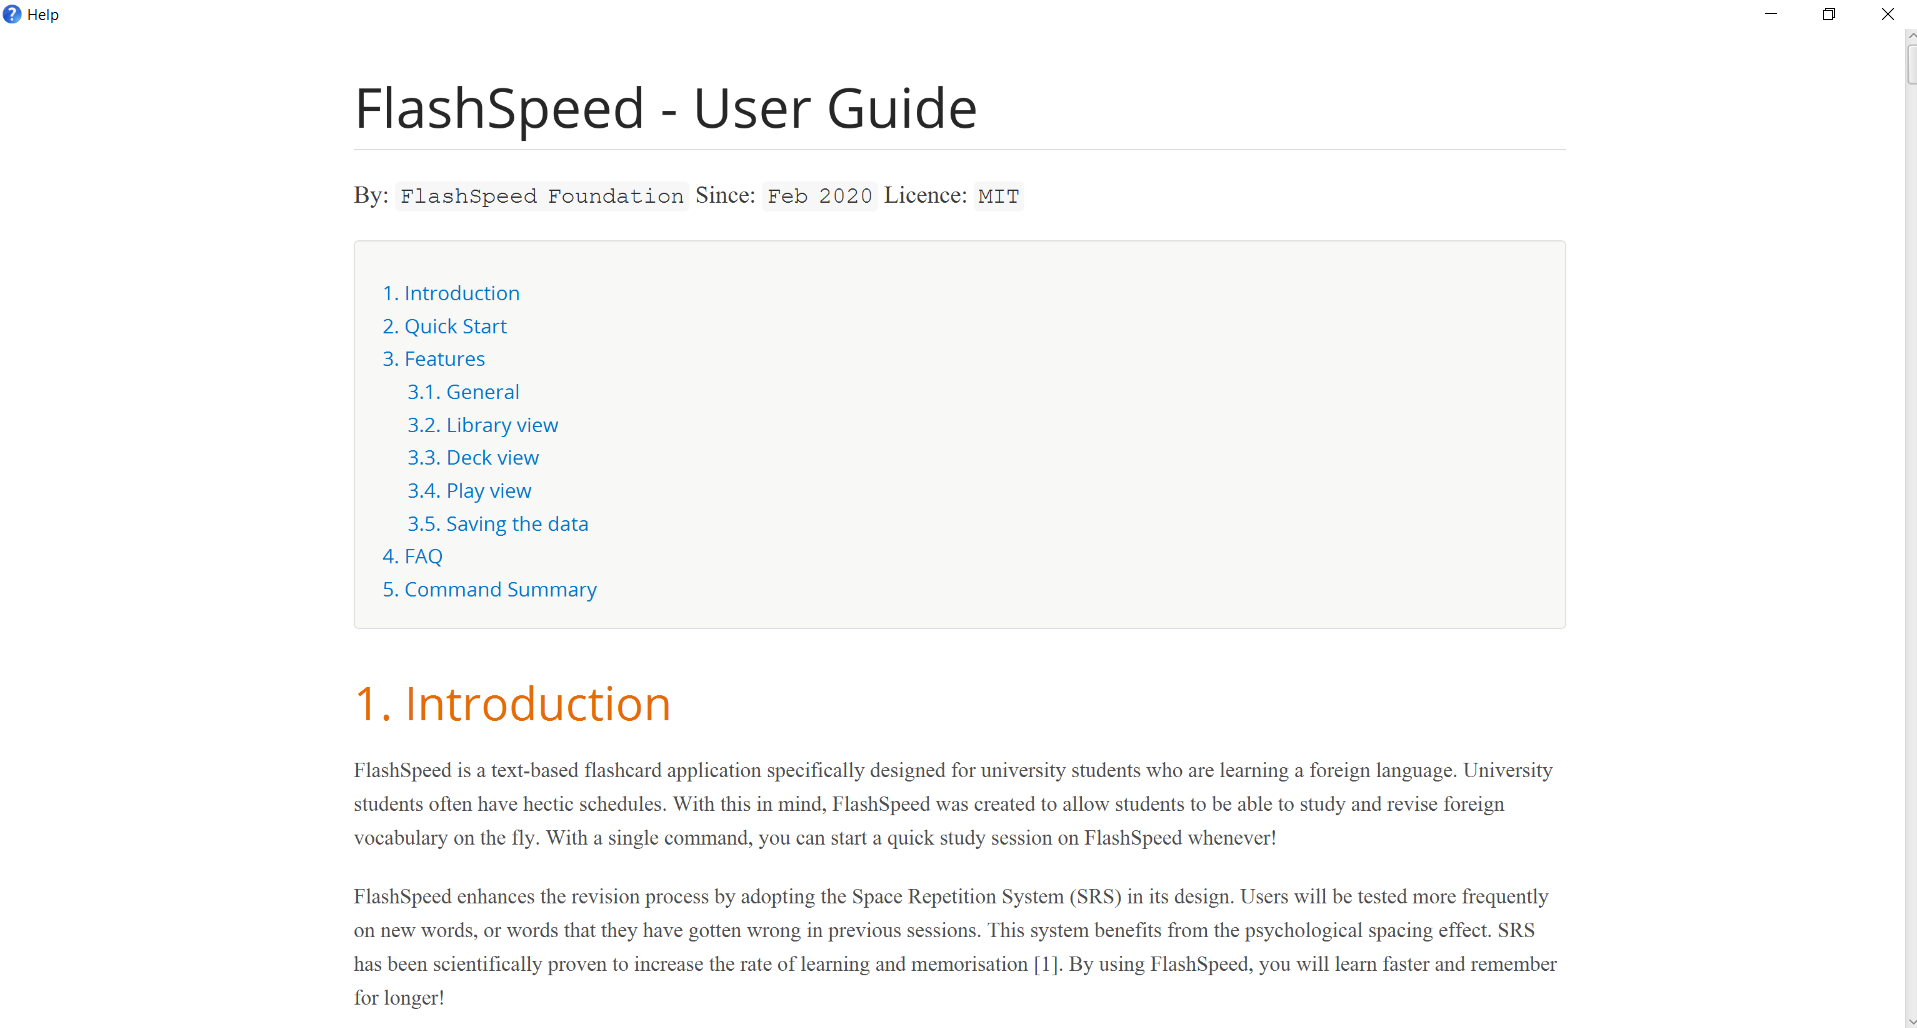 Help
FlashSpeed - User Guide
By: FlashSpeed Foundation Since: Feb 2020 Licence: MIT
1. Introduction
2. Quick Start
3. Features
3.1. General
3.2. Library view
3.3. Deck view
3.4. Play view
3.5. Saving the data
4. FAQ
5. Command Summary
1. Introduction
FlashSpeed is a text-based flashcard application specifically designed for university students who are learning a foreign language. University
students often have hectic schedules. With this in mind, FlashSpeed was created to allow students to be able to study and revise foreign
vocabulary on the fly. With a single command, you can start a quick study session on FlashSpeed whenever!
FlashSpeed enhances the revision process by adopting the Space Repetition System (SRS) in its design. Users will be tested more frequently
on new words, or words that they have gotten wrong in previous sessions. This system benefits from the psychological spacing effect. SRS
has been scientifically proven to increase the rate of learning and memorisation [1]. By using FlashSpeed, you will learn faster and remember
for longer!